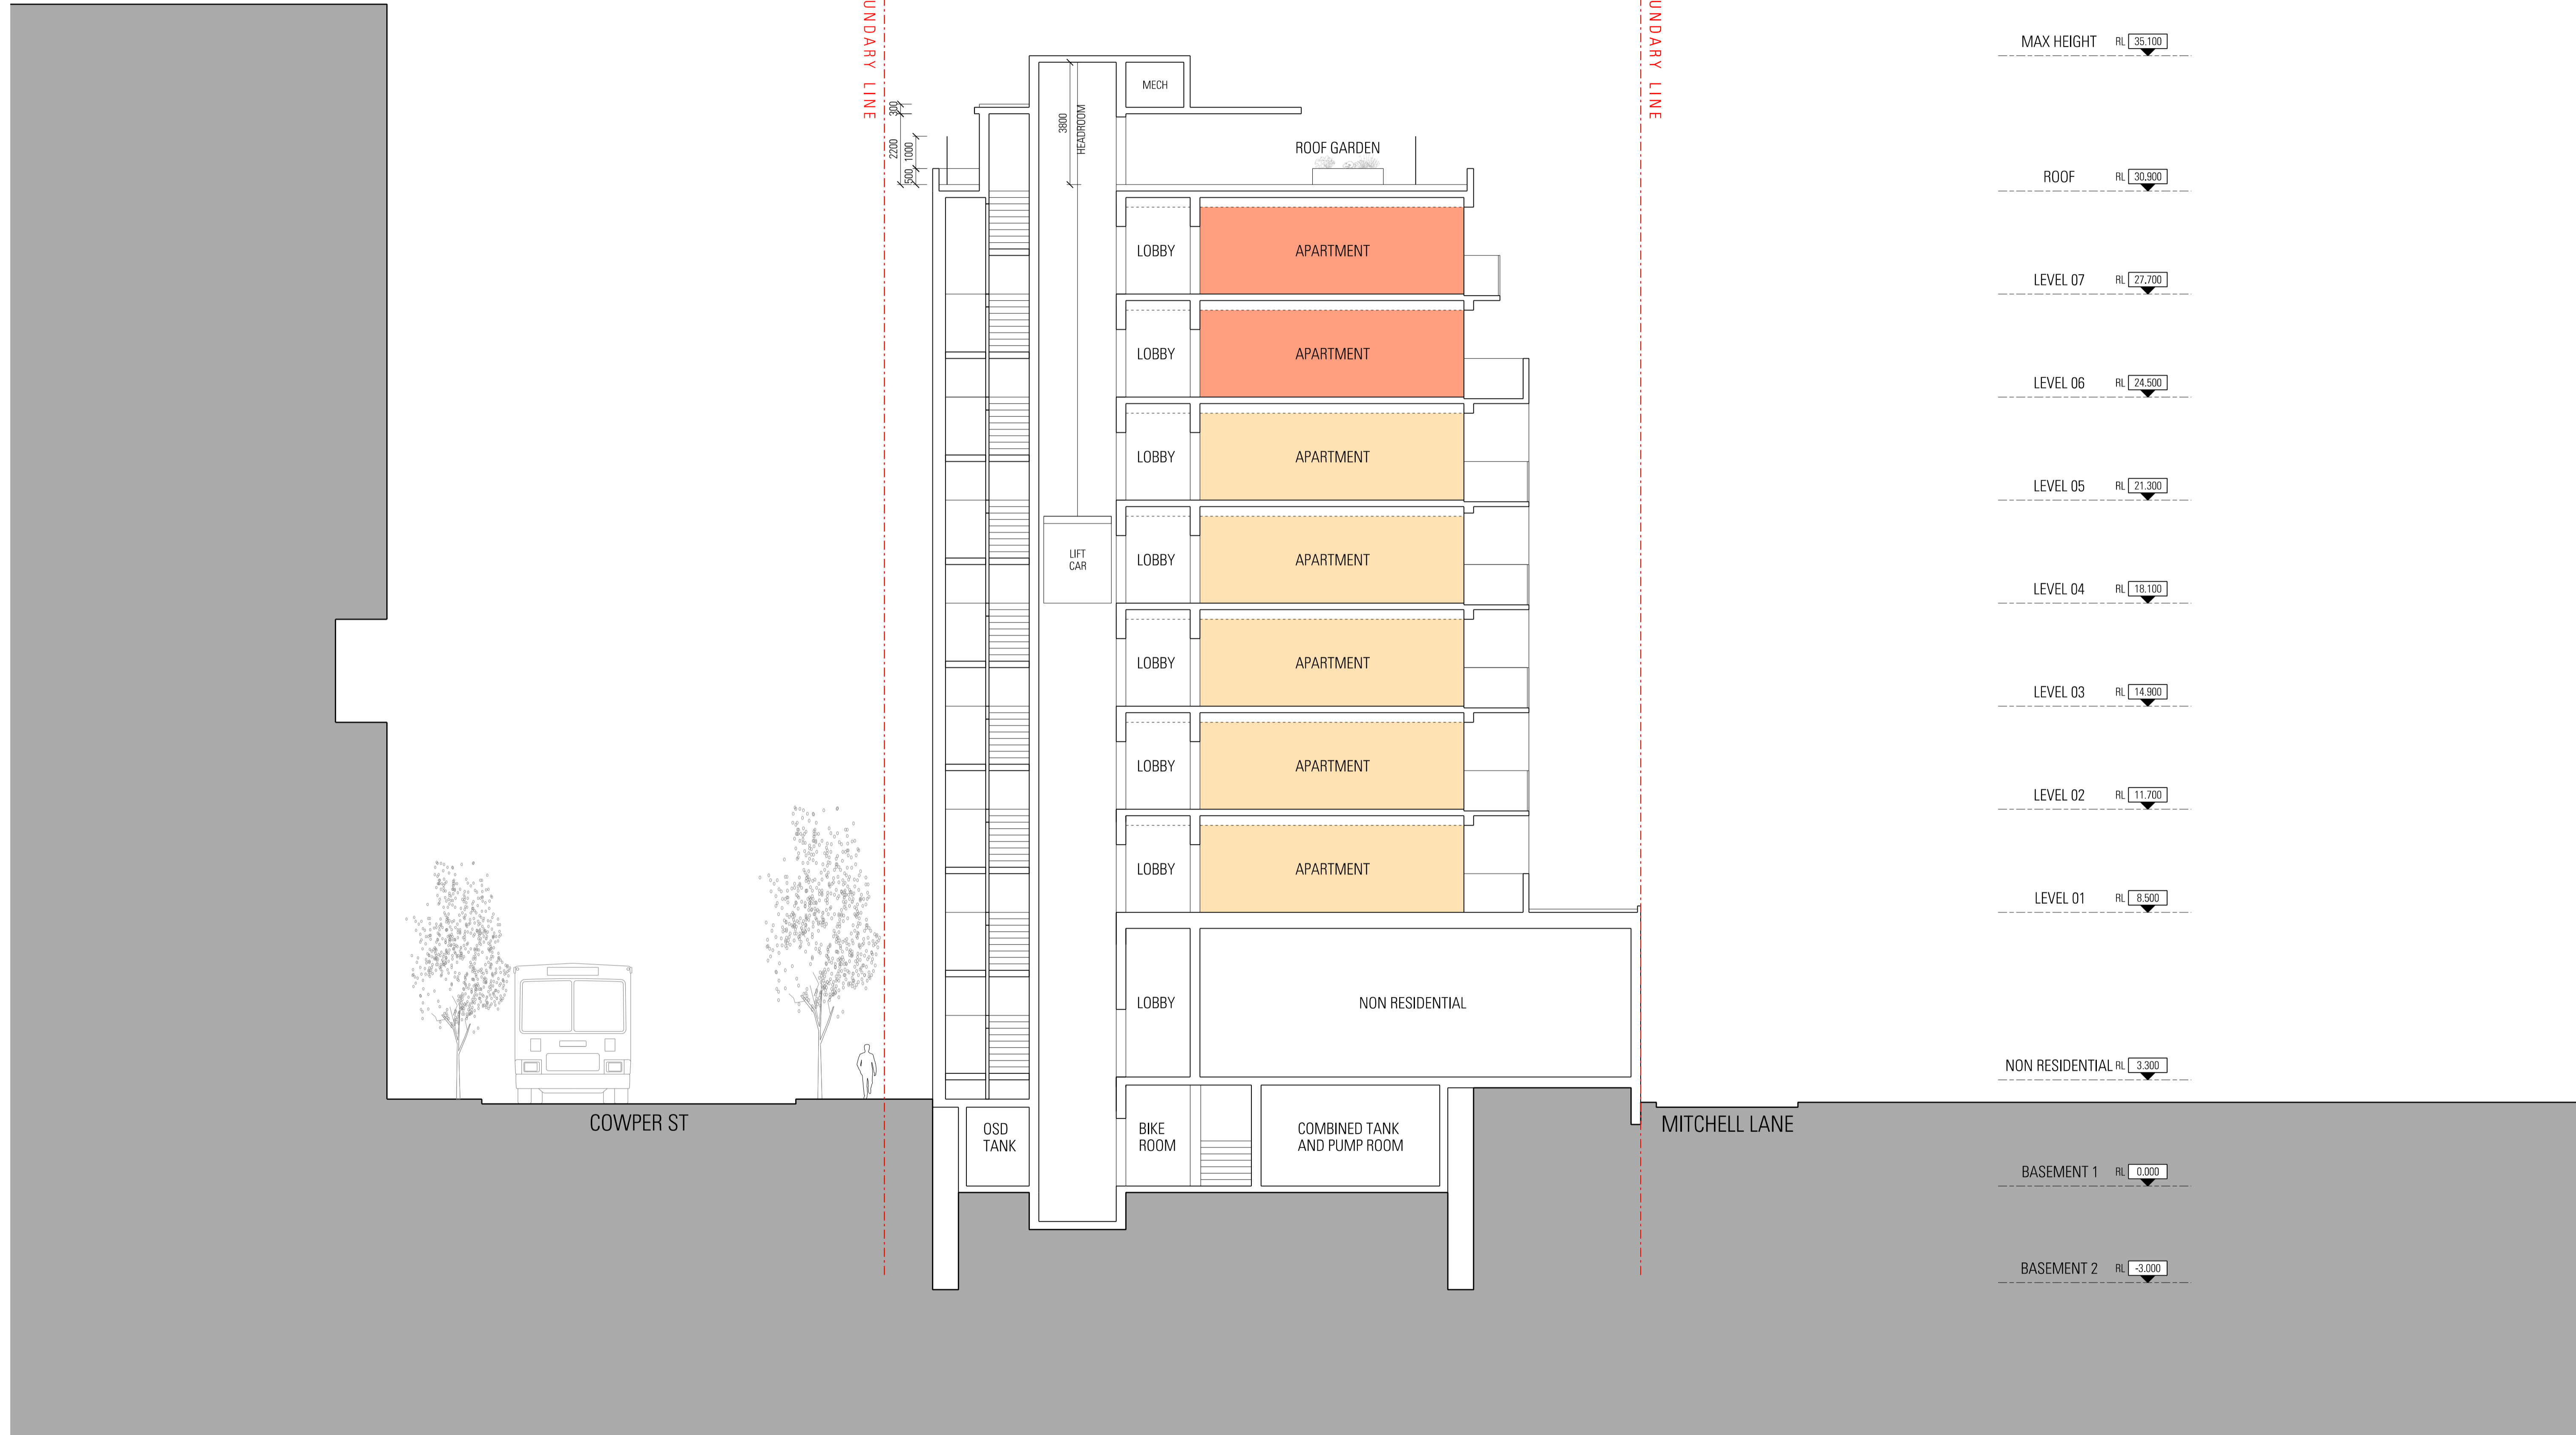 UNDARY LINE
UNDARY LINE
MAX HEIGHT RL 35.100
MECH
300
2200
1000
500
3800
HEADROOM
ROOF GARDEN
ROOF RL 30.900
LOBBY APARTMENT
LEVEL 07 RL 27.700
LOBBY APARTMENT
LEVEL 06 RL 24.500
LOBBY APARTMENT
LEVEL 05 RL 21.300
LIFT
CAR
LOBBY APARTMENT
LEVEL 04 RL 18.100
LOBBY APARTMENT
LEVEL 03 RL 14.900
LOBBY APARTMENT
LEVEL 02 RL 11.700
LOBBY APARTMENT
LEVEL 01 RL 8.500
LOBBY NON RESIDENTIAL
NON RESIDENTIAL RL 3.300
COWPER ST
MITCHELL LANE
OSD
TANK
BIKE
ROOM
COMBINED TANK
AND PUMP ROOM
BASEMENT 1 RL 0.000
BASEMENT 2 RL -3.000